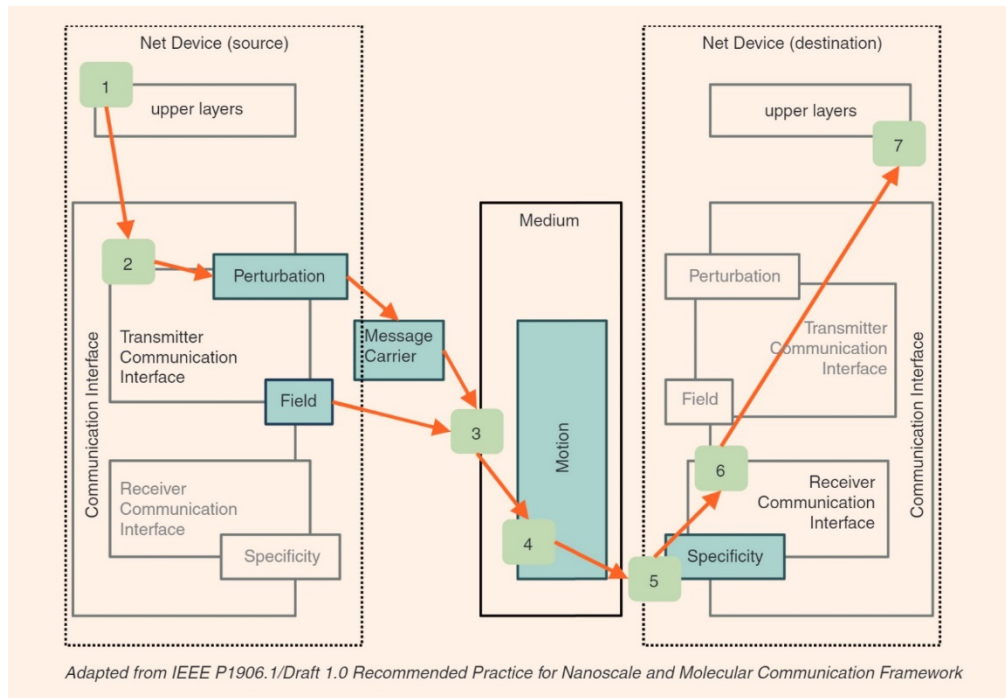 Net Device (source)
1
upper layers
Communication Interface
2
Perturbation
Transmitter
Communication
Interface
Field
Message
Carrier
Receiver
Communication
Interface
Specificity
Medium
3
Motion
4
Net Device (destination)
upper layers
7
Perturbation
Transmitter
Communication
Interface
Field
6
Receiver
Communication
Interface
5
Specificity
Communication Interface
Adapted from IEEE P1906.1/Draft 1.0 Recommended Practice for Nanoscale and Molecular Communication Framework